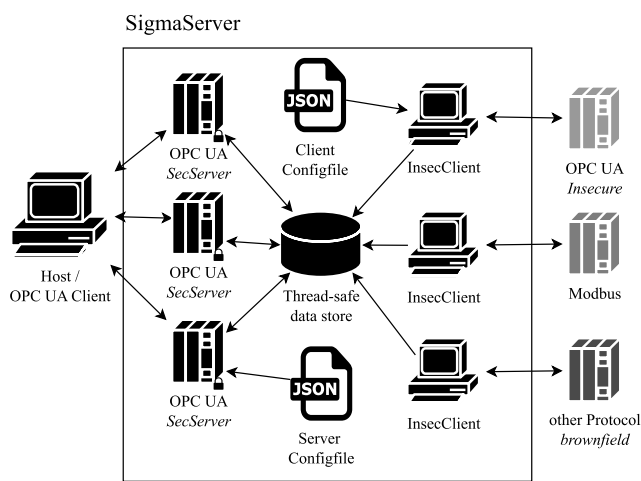 SigmaServer
JSON
Client
Configfile
OPC UA
SecServer
InsecClient
OPC UA
Insecure
Host /
OPC UA Client
OPC UA
SecServer
Thread-safe
data store
InsecClient
Modbus
JSON
OPC UA
SecServer
Server
Configfile
InsecClient
other Protocol
brownfield